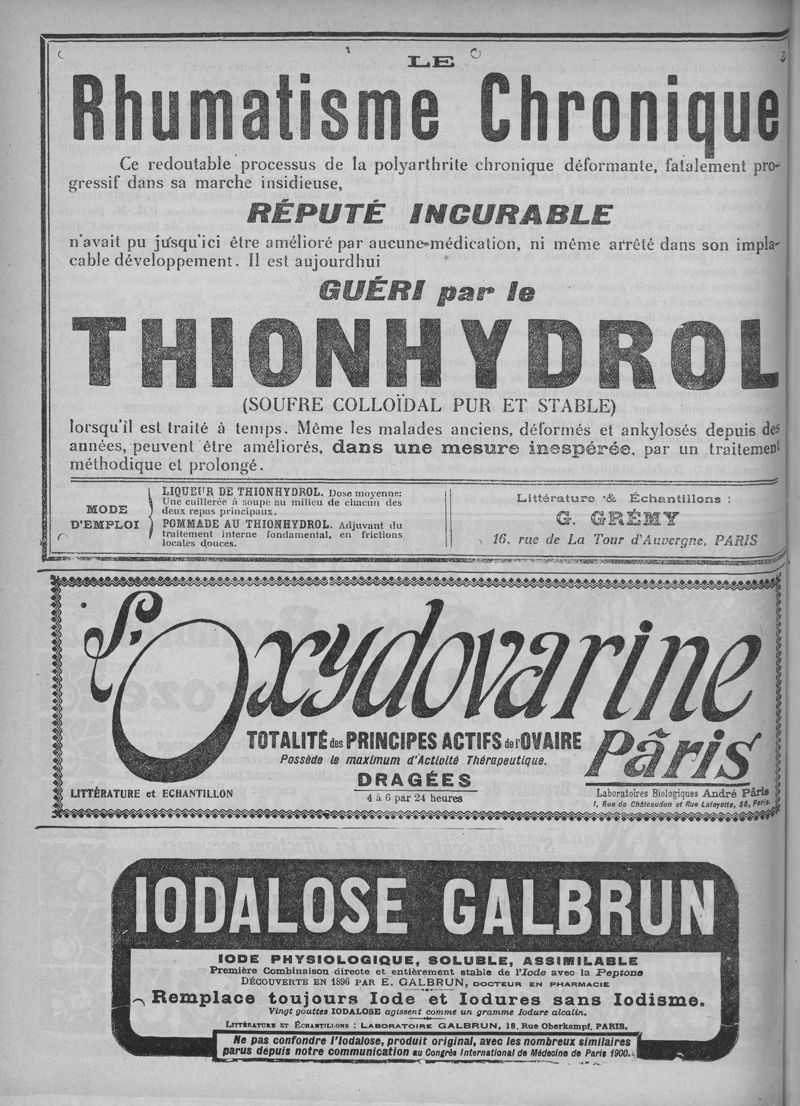 LE
Rhumatisme Chronique
Ce redoutable processus de la polyarthrite chronique déformante, fatalement pro-
gressif dans sa marche insidieuse,
RÉPUTÉ INCURABLE
n'avait pu jusqu'ici être amélioré par aucune médication, ni même arrêté dans son impla-
cable développement. Il est aujourd'hui
GUÉRI par le
THIONHYDROL
(SOUFRE COLLOÏDAL PUR ET STABLE)
lorsqu'il est traité à temps. Même les malades anciens, déformés et ankylosés depuis des
années, peuvent être améliorés, dans une mesure inespérée, par un traitement
méthodique et prolongé.
MODE
D'EMPLOI
LIQUEUR DE THIONHYDROL. Dose moyenne:
Une cuillerée à soupe au milieu de chacun des
deux repas principaux.
POMMADE AU THIONHYDROL. Adjuvant du
traitement interne fondamental, en frictions
locales douces.
Littérature & Échantillons :
G. GRÉMY
16, rue de La Tour d'Auvergne, PARIS
L'Oxydovarine
TOTALITÉ des PRINCIPES ACTIFS de l'OVAIRE
Possède le maximum d'Activité Thérapeutique.
Pâris
DRAGÉES
4 à 6 par 24 heures
LITTÉRATURE et ECHANTILLON
Laboratoires Biologiques André Pâris
1, Rue de Châteaudun et Rue Lafayette, 55, Paris.
IODALOSE GALBRUN
IODE PHYSIOLOGIQUE, SOLUBLE, ASSIMILABLE
Première Combinaison directe et entièrement stable de l'Iode avec la Peptone
DÉCOUVERTE EN 1896 PAR E. GALBRUN, DOCTEUR EN PHARMACIE
Remplace toujours Iode et Iodures sans Iodisme.
Vingt gouttes IODALOSE agissent comme un gramme Iodure alcalin.
LITTÉRATURE ET ÉCHANTILLONS : LABORATOIRE GALBRUN, 18, Rue Oberkampf, PARIS.
Ne pas confondre l'Iodalose, produit original, avec les nombreux similaires
parus depuis notre communication au Congrès International de Médecine de Paris 1900.